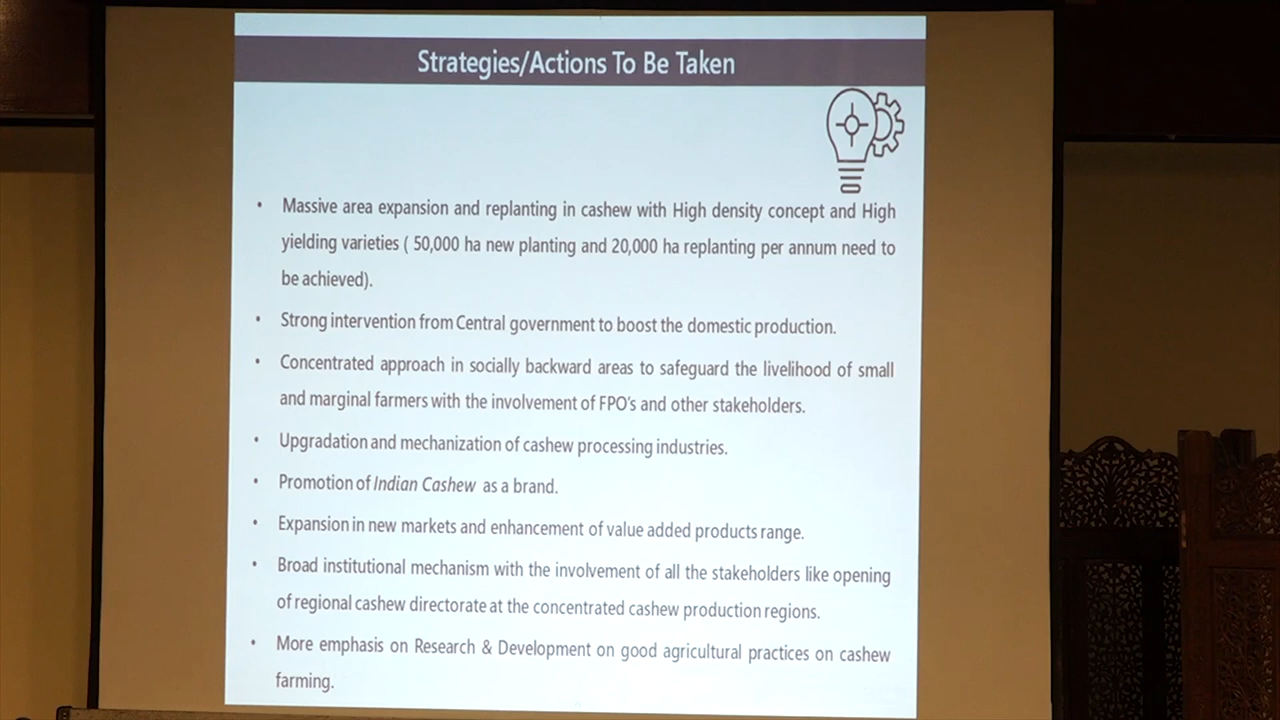 Strategies/Actions To Be Taken
• Massive area expansion and replanting in cashew with High density concept and High
yielding varieties ( 50,000 ha new planting and 20,000 ha replanting per annum need to
be achieved).
• Strong intervention from Central government to boost the domestic production.
• Concentrated approach in socially backward areas to safeguard the livelihood of small
and marginal farmers with the involvement of FPO's and other stakeholders.
• Upgradation and mechanization of cashew processing industries.
• Promotion of Indian Cashew as a brand.
• Expansion in new markets and enhancement of value added products range.
• Broad institutional mechanism with the involvement of all the stakeholders like opening
of regional cashew directorate at the concentrated cashew production regions.
• More emphasis on Research & Development on good agricultural practices on cashew
farming.